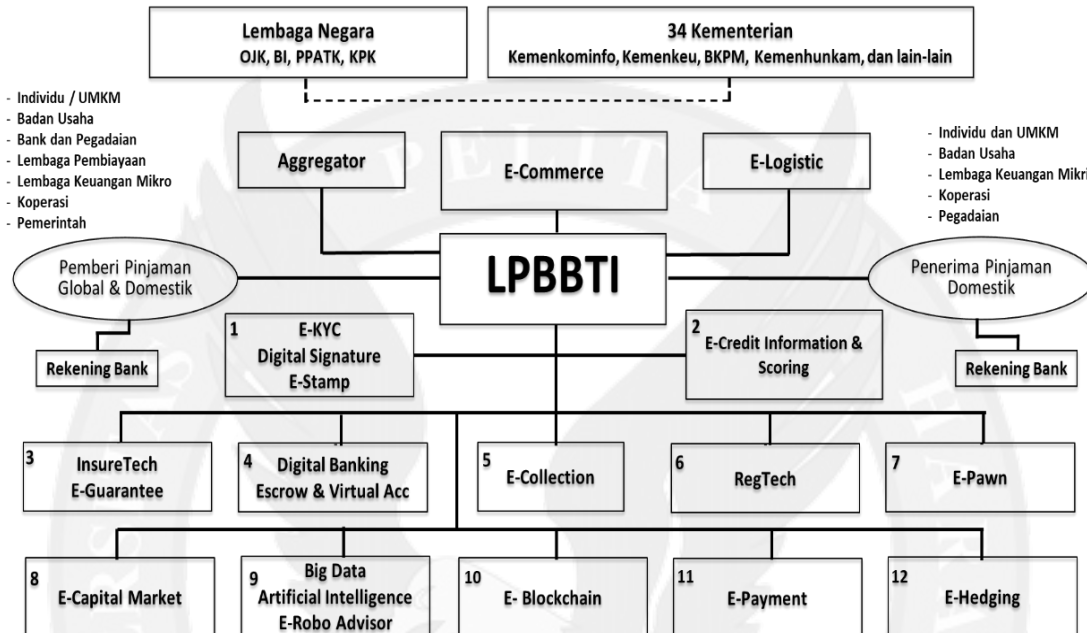 Lembaga Negara
OJK, BI, PPATK, KPK
34 Kementerian
Kemenkominfo, Kemenkeu, BKPM, Kemenhunkam, dan lain-lain
- Individu / UMKM
- Badan Usaha
- Bank dan Pegadaian
- Lembaga Pembiayaan
- Lembaga Keuangan Mikro
- Koperasi
- Pemerintah
Aggregator
E-Commerce
E-Logistic
- Individu dan UMKM
- Badan Usaha
- Lembaga Keuangan Mikri
- Koperasi
- Pegadaian
Pemberi Pinjaman
Global & Domestik
LPBBTI
Penerima Pinjaman
Domestik
Rekening Bank
1
E-KYC
Digital Signature
E-Stamp
2
E-Credit Information &
Scoring
Rekening Bank
3
InsureTech
E-Guarantee
4
Digital Banking
Escrow & Virtual Acc
5
E-Collection
6
RegTech
7
E-Pawn
8
E-Capital Market
9
Big Data
Artificial Intelligence
E-Robo Advisor
10
E- Blockchain
11
E-Payment
12
E-Hedging
PELITA